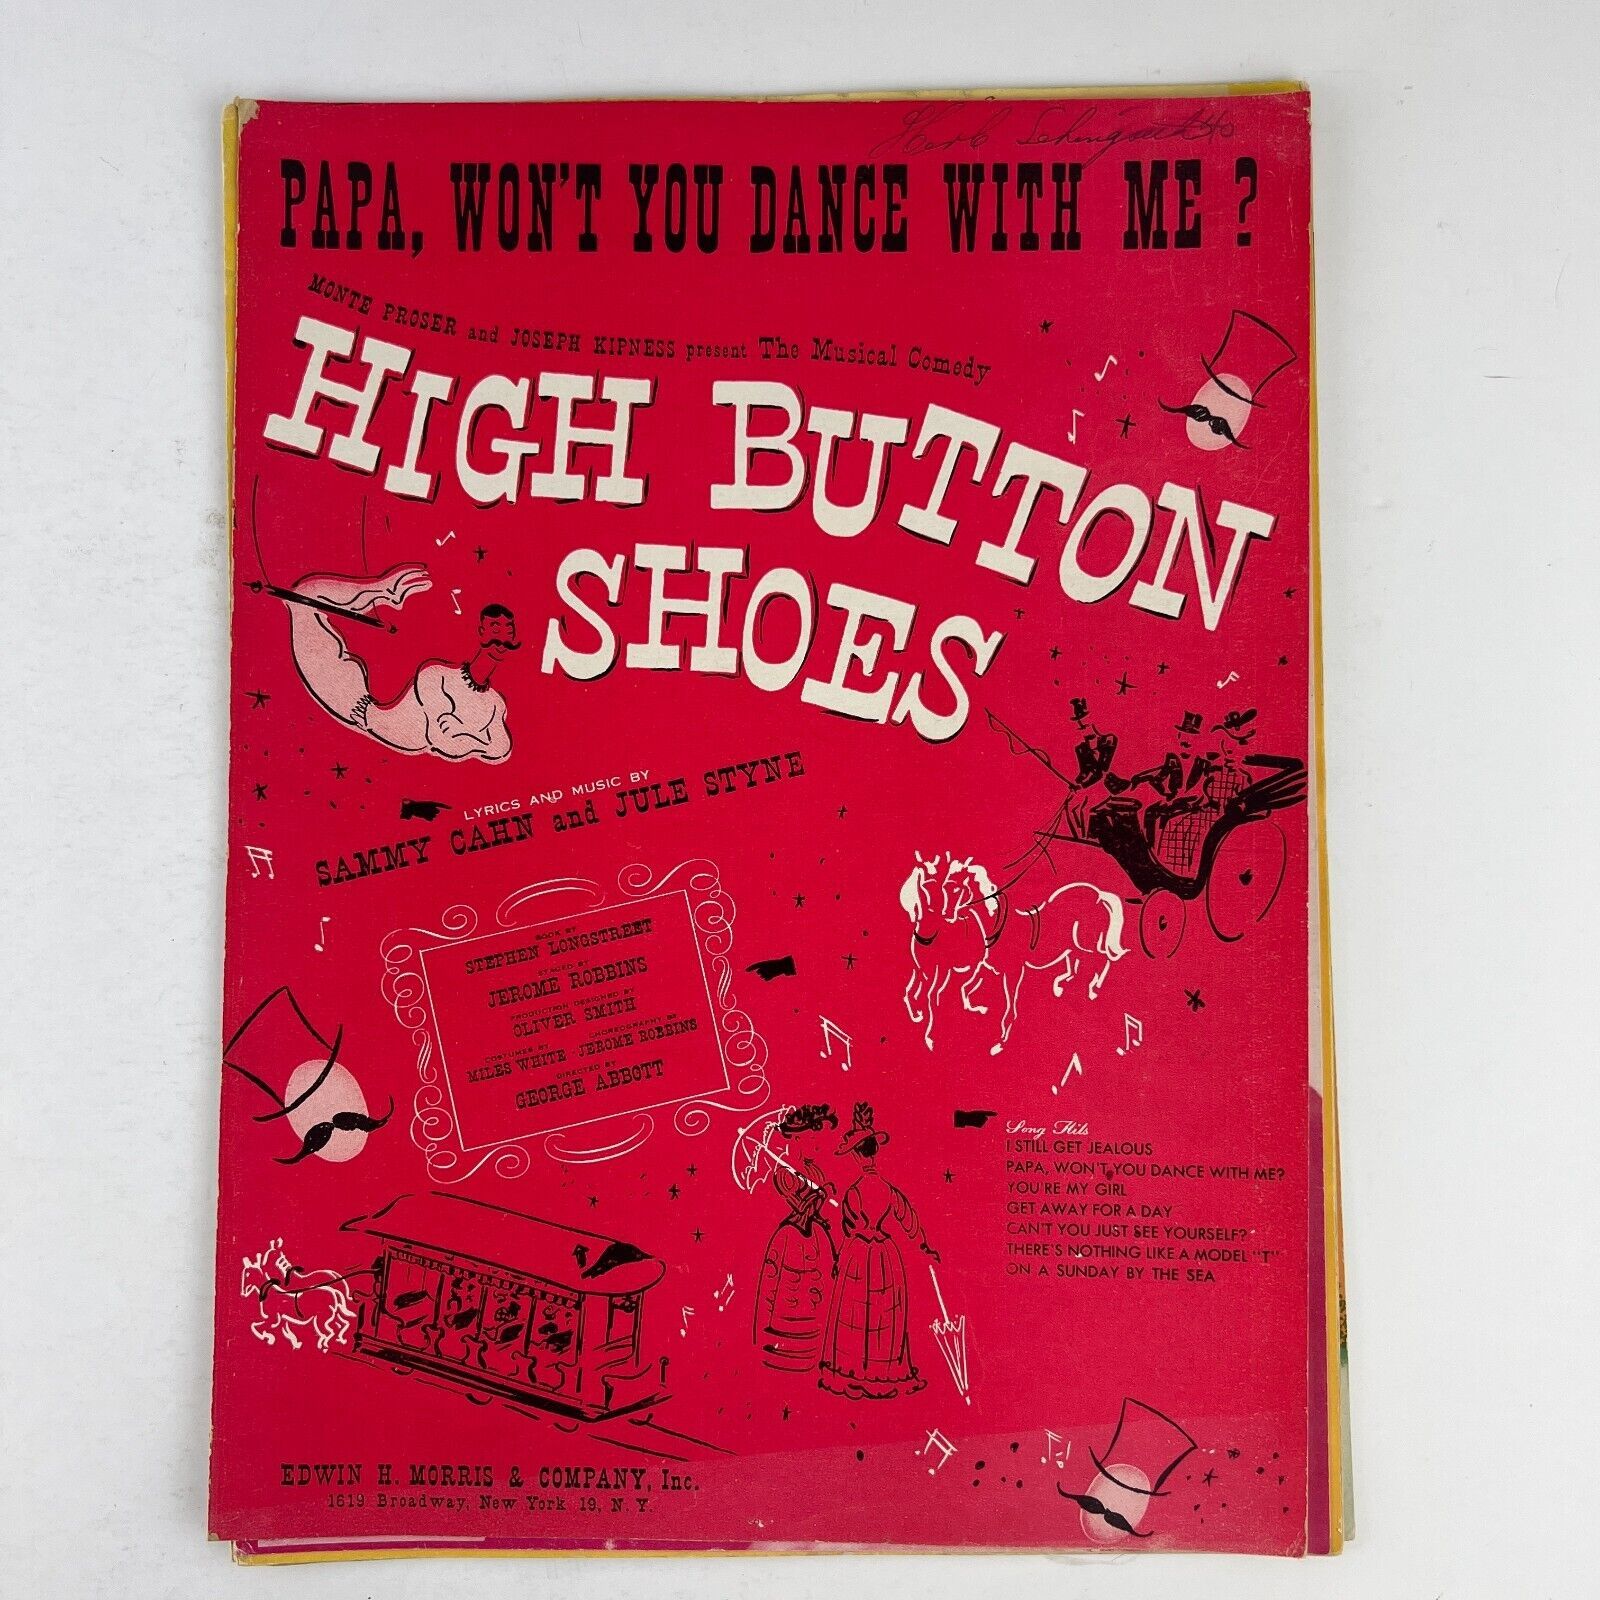 Herb
PAPA, WON'T YOU DANCE WITH ME?
MONTE PROSER and JOSEPH KIPNESS present The Musical Comedy
HIGH BUTTON
SHOES
LYRICS AND MUSIC BY
SAMMY CAHN and JULE STYNE
BOOK BY
STEPHEN LONGSTREET
STAGED BY
JEROME ROBBINS
PRODUCTION DESIGNED BY
OLIVER SMITH
COSTUMES BY CHOREOGRAPHY BY
MILES WHITE - JEROME ROBBINS
DIRECTED BY
GEORGE ABBOTT
Song Hits
I STILL GET JEALOUS
PAPA, WON'T YOU DANCE WITH ME?
YOU'RE MY GIRL
GET AWAY FOR A DAY
CAN'T YOU JUST SEE YOURSELF?
THERE'S NOTHING LIKE A MODEL "T"
ON A SUNDAY BY THE SEA
EDWIN H. MORRIS & COMPANY, Inc.
1619 Broadway, New York 19, N. Y.